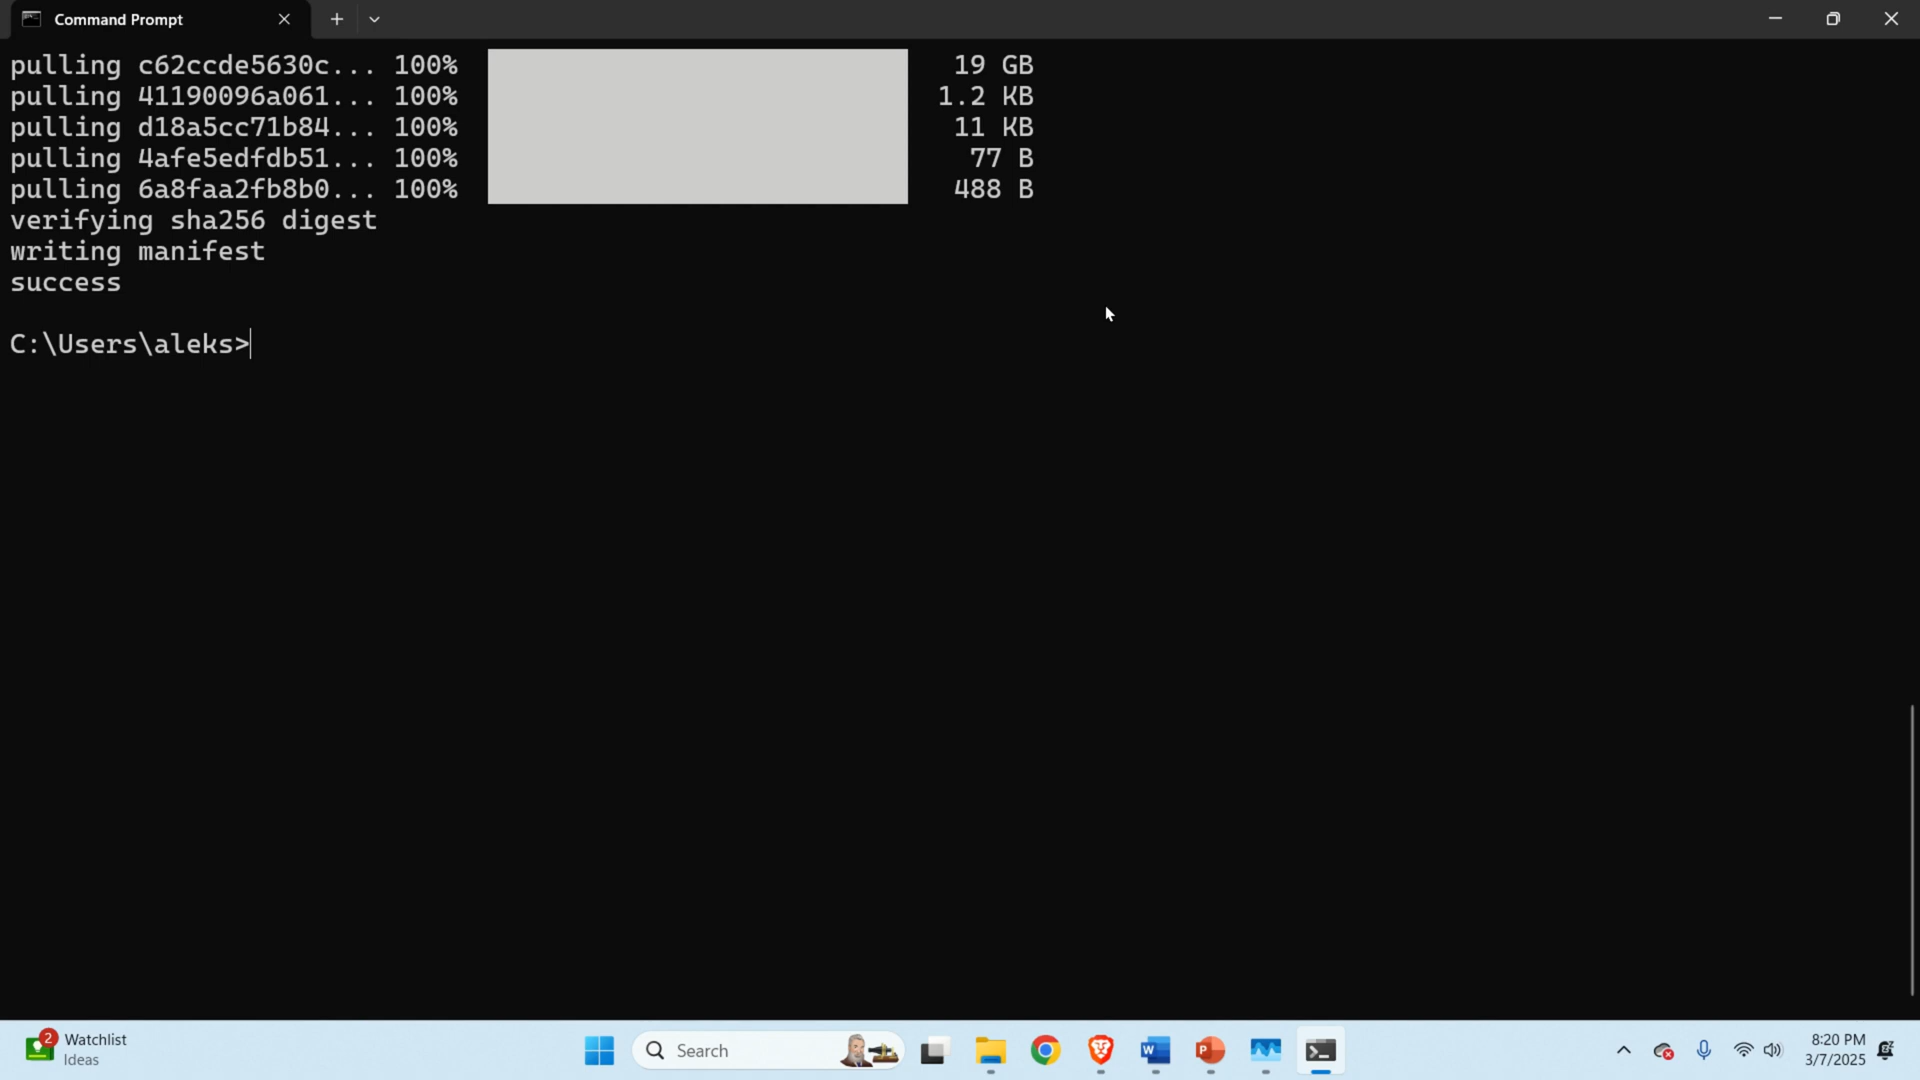 Command Prompt
pulling c62ccde5630c... 100% 19 GB
pulling 41190096a061... 100% 1.2 KB
pulling d18a5cc71b84... 100% 11 KB
pulling 4afe5edfdb51... 100% 77 B
pulling 6a8faa2fb8b0... 100% 488 B
verifying sha256 digest
writing manifest
success
C:\Users\aleks>
2
Watchlist
Ideas
Search
W
P
8:20 PM
3/7/2025